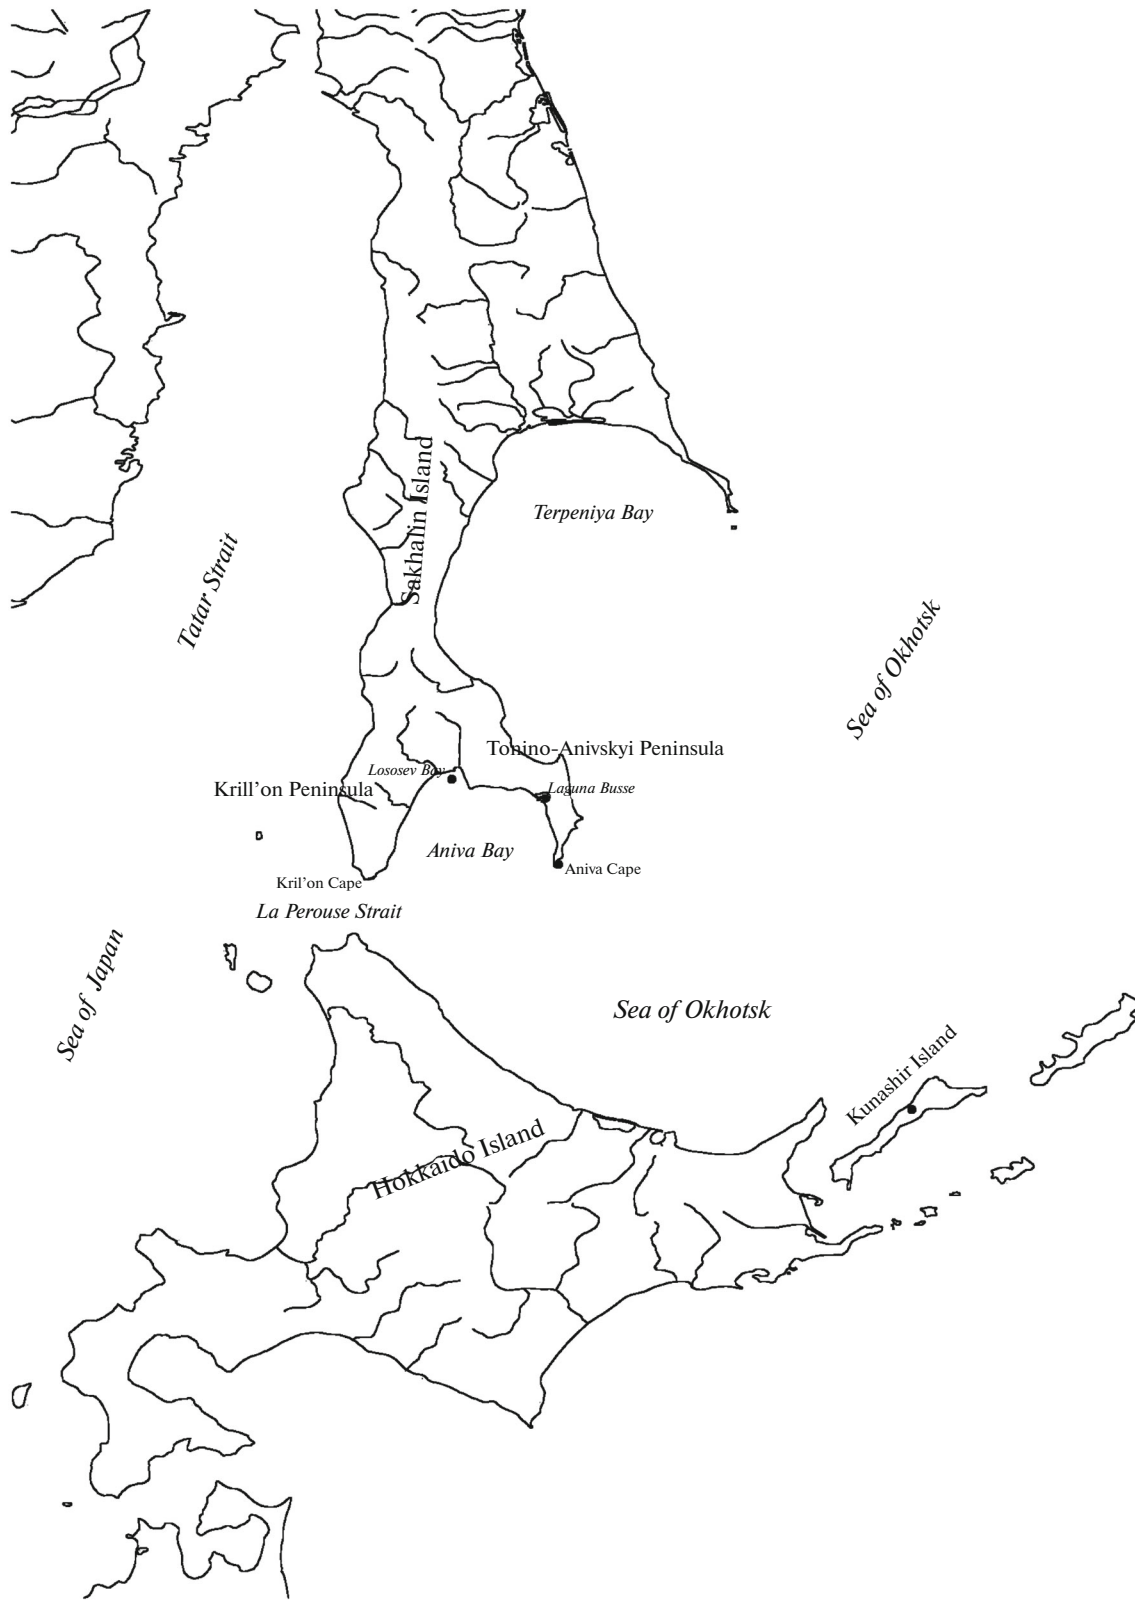 Sakhalin Island
Terpeniya Bay
Tatar Strait
Sea of Okhotsk
Tonino-Anivskyi Peninsula
Lososev Bay
Krill’on Peninsula
Laguna Busse
Aniva Bay
Aniva Cape
Kril’on Cape
La Perouse Strait
Sea of Japan
Sea of Okhotsk
Kunashir Island
Hokkaido Island